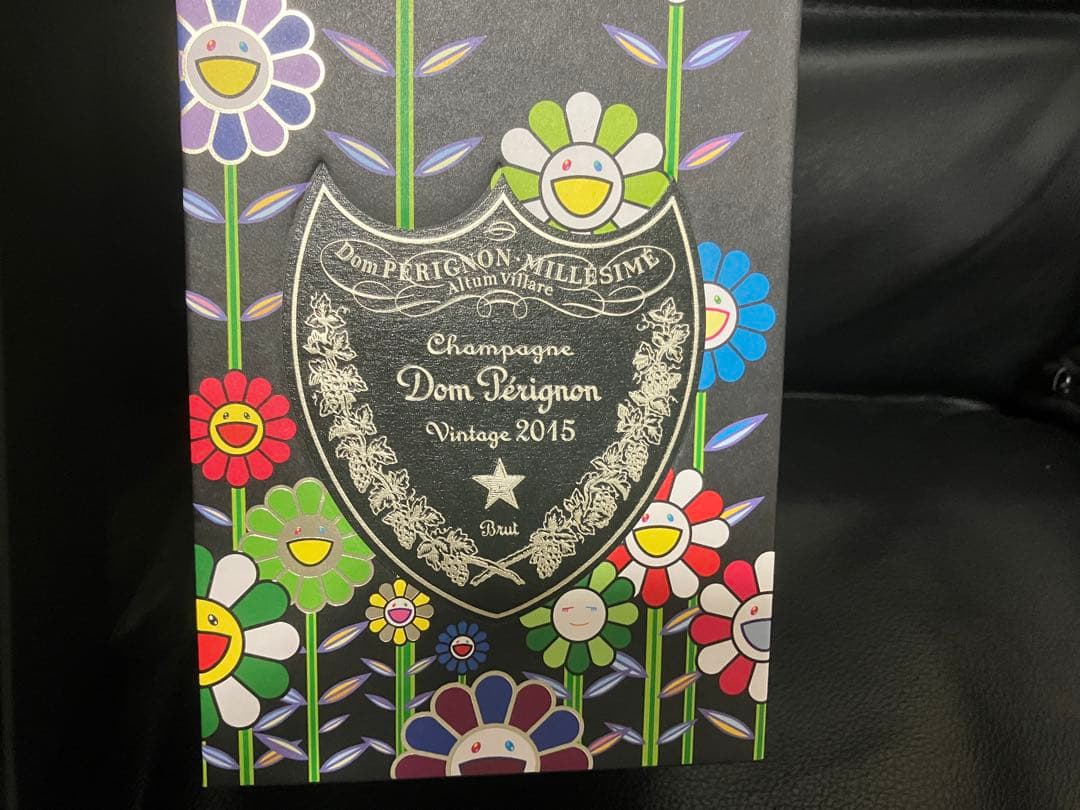 Dom PÉRIGNON · MILLÉSIMÉ
Altum Villare
Champagne
Dom Pérignon
Vintage 2015
Brut